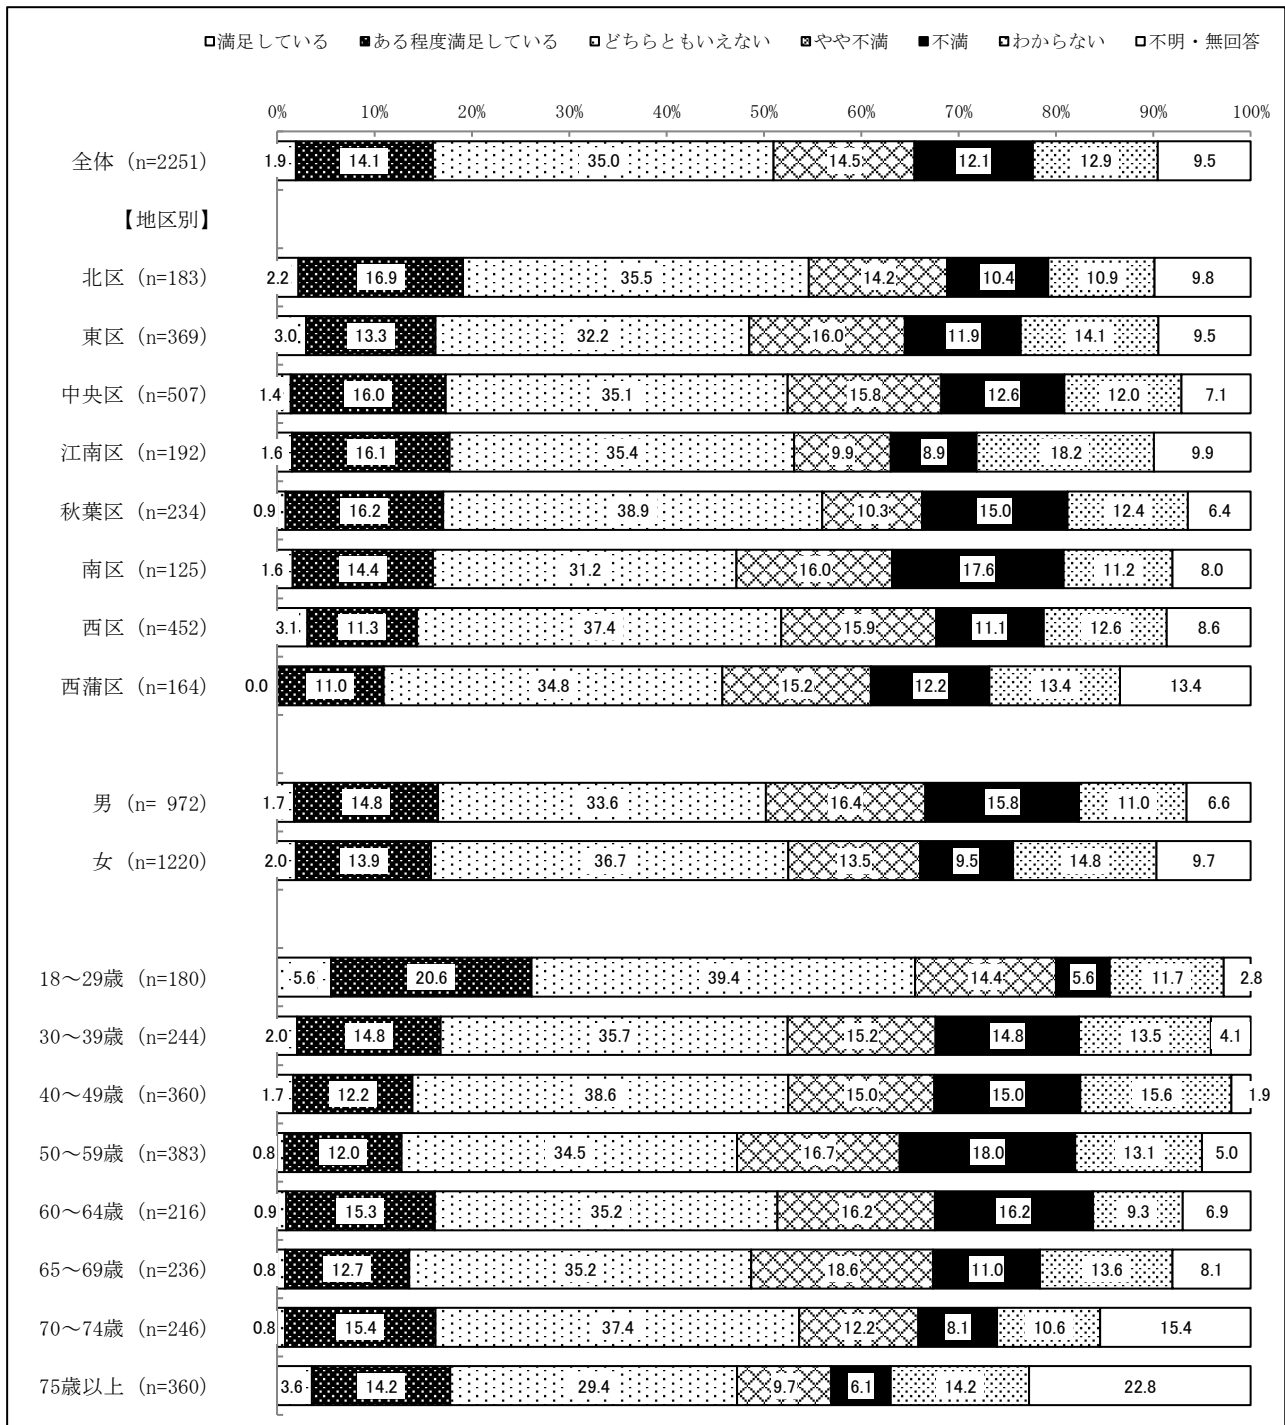 □満足している ■ある程度満足している □どちらともいえない ■やや不満 ■不満 □わからない □不明・無回答
0% 10% 20% 30% 40% 50% 60% 70% 80% 90% 100%
全体 (n=2251) 1.9 14.1 35.0 14.5 12.1 12.9 9.5
【地区別】
北区 (n=183) 2.2 16.9 35.5 14.2 10.4 10.9 9.8
東区 (n=369) 3.0 13.3 32.2 16.0 11.9 14.1 9.5
中央区 (n=507) 1.4 16.0 35.1 15.8 12.6 12.0 7.1
江南区 (n=192) 1.6 16.1 35.4 9.9 8.9 18.2 9.9
秋葉区 (n=234) 0.9 16.2 38.9 10.3 15.0 12.4 6.4
南区 (n=125) 1.6 14.4 31.2 16.0 17.6 11.2 8.0
西区 (n=452) 3.1 11.3 37.4 15.9 11.1 12.6 8.6
西蒲区 (n=164) 0.0 11.0 34.8 15.2 12.2 13.4 13.4
男 (n= 972) 1.7 14.8 33.6 16.4 15.8 11.0 6.6
女 (n=1220) 2.0 13.9 36.7 13.5 9.5 14.8 9.7
18～29歳 (n=180) 5.6 20.6 39.4 14.4 5.6 11.7 2.8
30～39歳 (n=244) 2.0 14.8 35.7 15.2 14.8 13.5 4.1
40～49歳 (n=360) 1.7 12.2 38.6 15.0 15.0 15.6 1.9
50～59歳 (n=383) 0.8 12.0 34.5 16.7 18.0 13.1 5.0
60～64歳 (n=216) 0.9 15.3 35.2 16.2 16.2 9.3 6.9
65～69歳 (n=236) 0.8 12.7 35.2 18.6 11.0 13.6 8.1
70～74歳 (n=246) 0.8 15.4 37.4 12.2 8.1 10.6 15.4
75歳以上 (n=360) 3.6 14.2 29.4 9.7 6.1 14.2 22.8